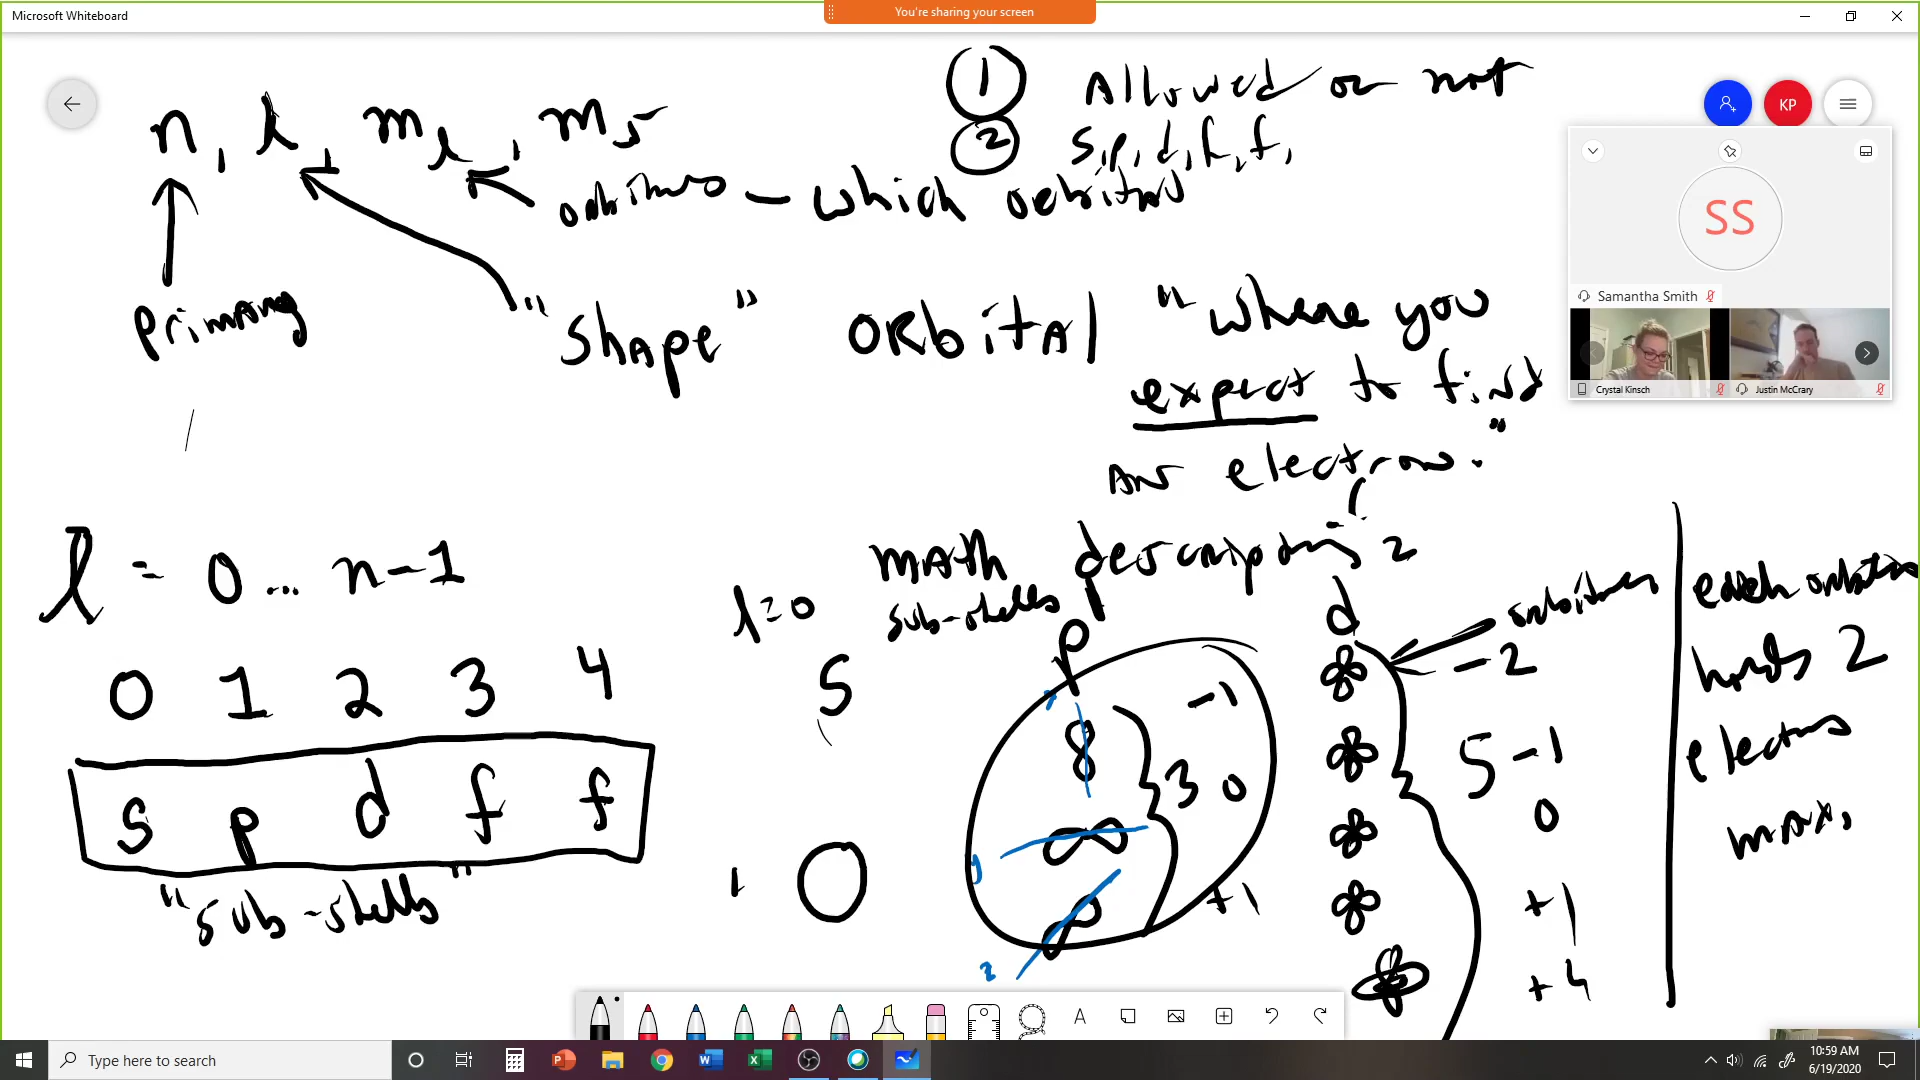 Microsoft Whiteboard
You're sharing your screen
n, l, ml, ms
① Allowed or not
② s, p, d, f, f,
orbitals - which orbital
primary
"shape"
ORbitAl
"where you
expect to find
an electron."
KP
SS
Samantha Smith
Crystal Kinsch
Justin McCrary
l = 0... n-1
0 1 2 3 4
s p d f f
"sub-shells"
math descriptions
l=0
sub-shells
s
p
-1
3 0
+1
y
z
d
orbitals
-2
5 -1
0
+1
+4
each orbital
holds 2
electrons
max.
Type here to search
10:59 AM
6/19/2020